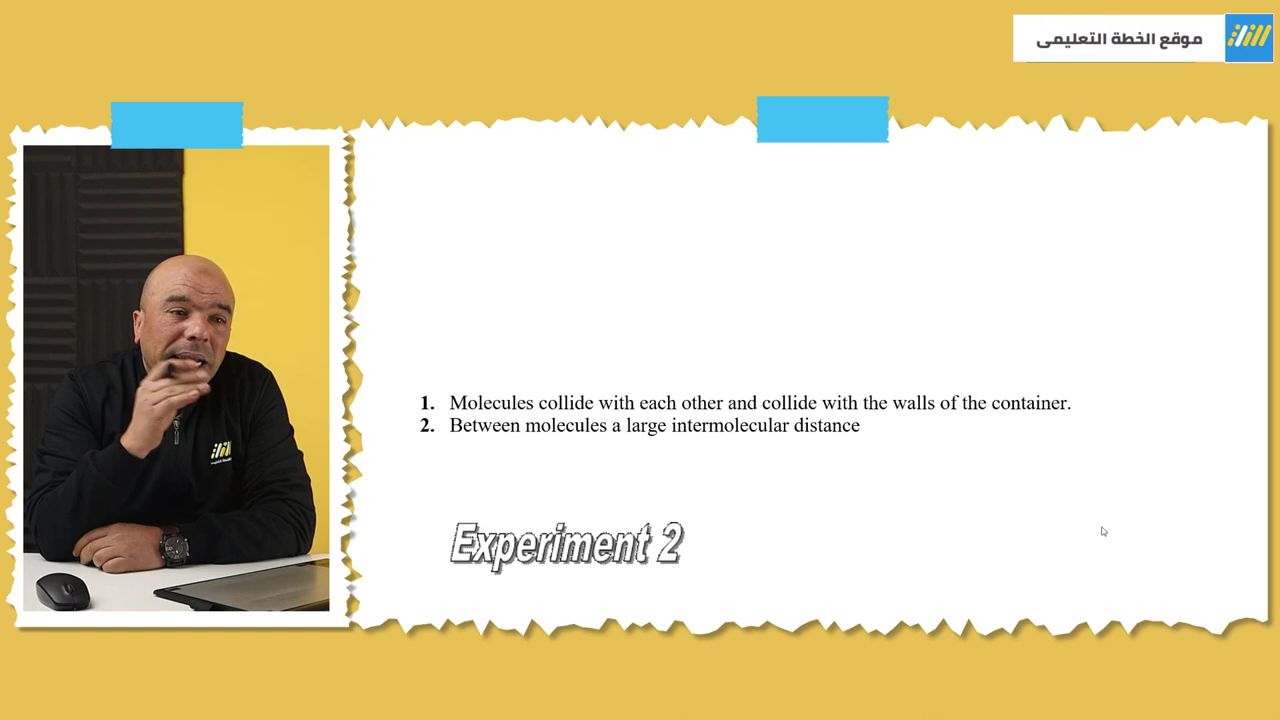 موقع الخطة التعليمى
1. Molecules collide with each other and collide with the walls of the container.
2. Between molecules a large intermolecular distance
Experiment 2